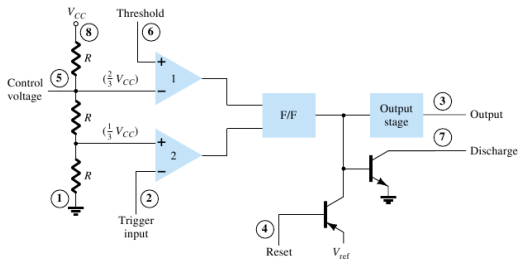 V_CC
8
R
Threshold
6
5
Control
voltage
(2/3 V_CC)
+
−
1
R
(1/3 V_CC)
+
−
2
1
R
2
Trigger
input
F/F
Output
stage
3
Output
7
Discharge
4
Reset
V_ref